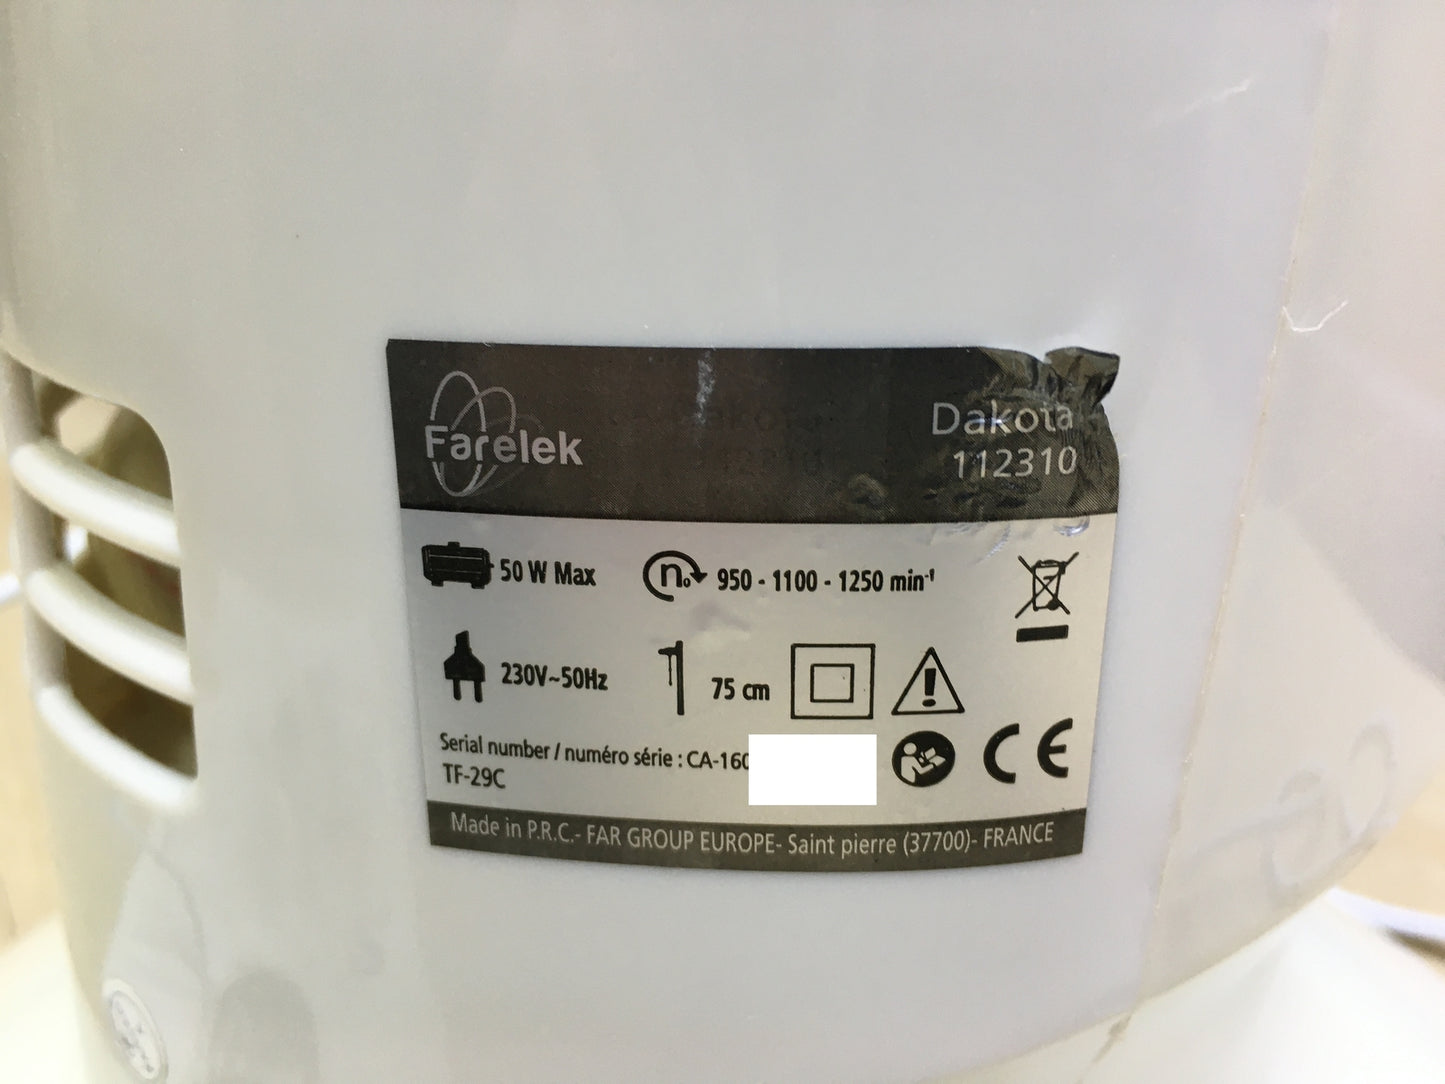 Farelek
Dakota
112310
50 W Max
n.
950 - 1100 - 1250 min⁻¹
230V~50Hz
75 cm
Serial number / numéro série : CA-160
TF-29C
CE
Made in P.R.C.- FAR GROUP EUROPE- Saint pierre (37700)- FRANCE